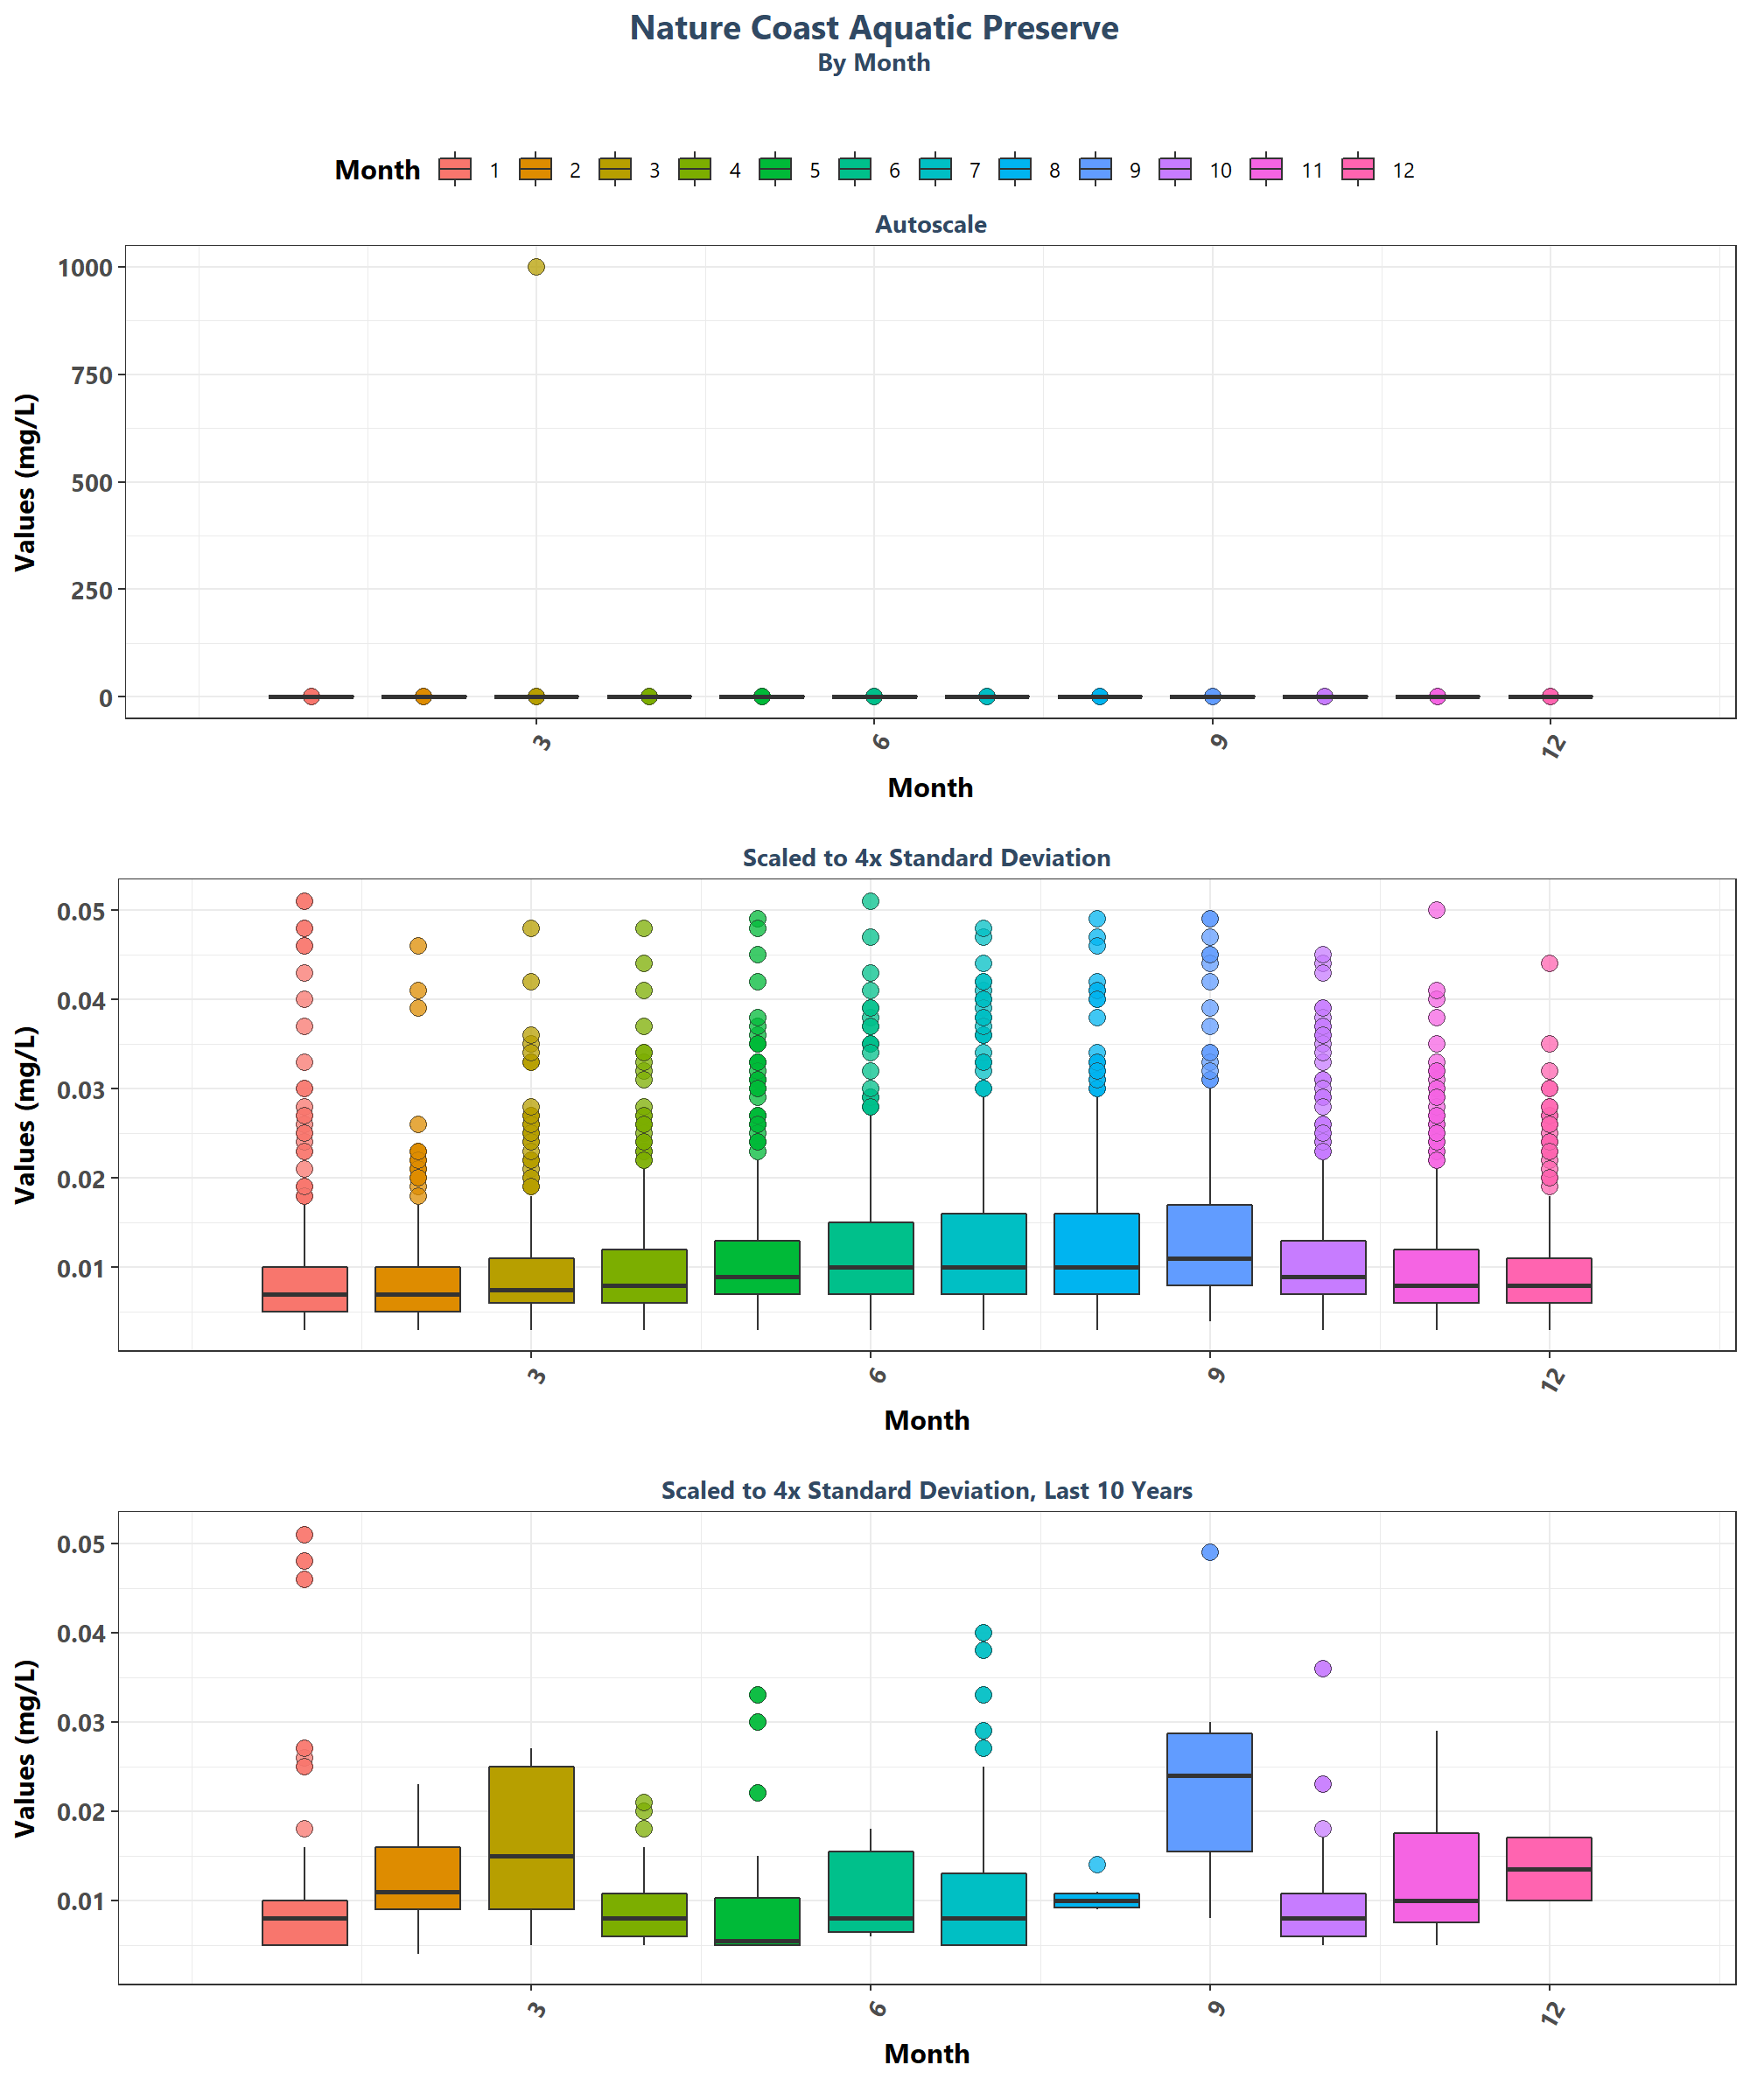 Nature Coast Aquatic Preserve
By Month
Month 1 2 3 4 5 6 7 8 9 10 11 12
Autoscale
Values (mg/L)
1000
750
500
250
0
3 6 9 12
Month
Scaled to 4x Standard Deviation
Values (mg/L)
0.05
0.04
0.03
0.02
0.01
3 6 9 12
Month
Scaled to 4x Standard Deviation, Last 10 Years
Values (mg/L)
0.05
0.04
0.03
0.02
0.01
3 6 9 12
Month